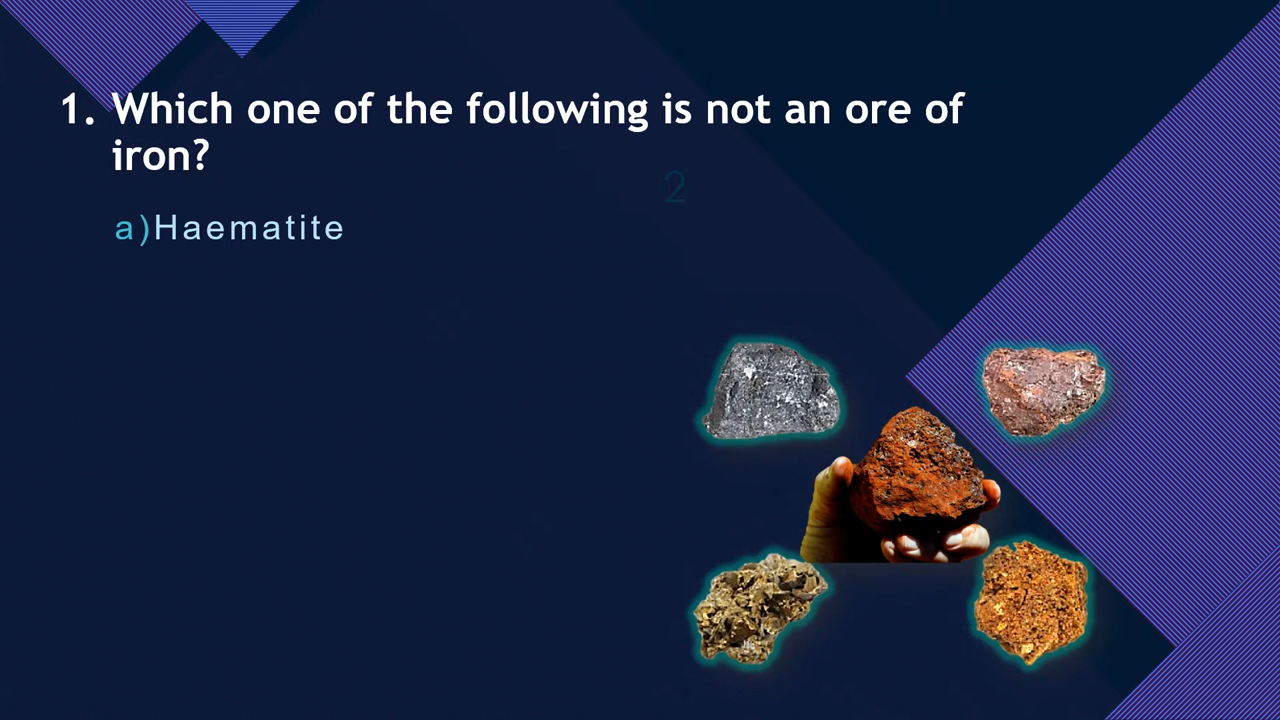 1. Which one of the following is not an ore of
iron?
2
a)Haematite